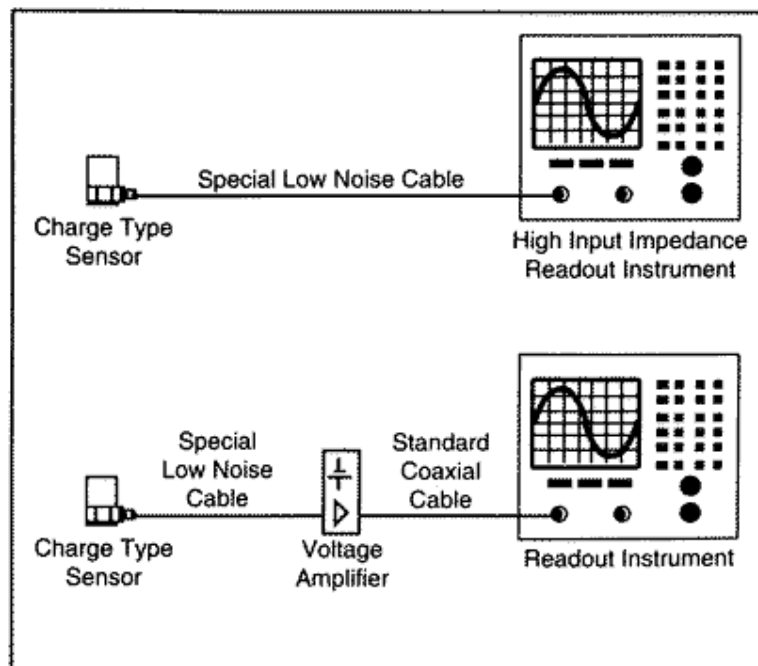 Special Low Noise Cable
Charge Type
Sensor
High Input Impedance
Readout Instrument
Special
Low Noise
Cable
Standard
Coaxial
Cable
Charge Type
Sensor
Voltage
Amplifier
Readout Instrument